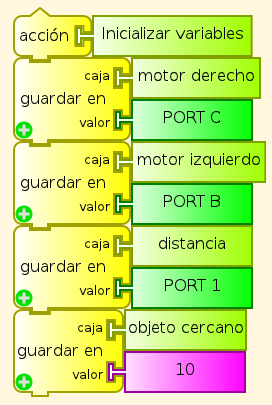 acción Inicializar variables
caja motor derecho
guardar en
valor PORT C
caja motor izquierdo
guardar en
valor PORT B
caja distancia
guardar en
valor PORT 1
caja objeto cercano
guardar en
valor 10